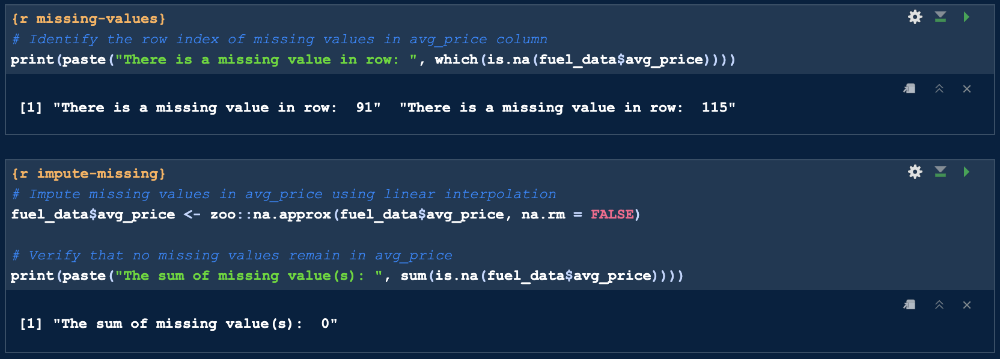 {r missing-values}
# Identify the row index of missing values in avg_price column
print(paste("There is a missing value in row: ", which(is.na(fuel_data$avg_price))))
[1] "There is a missing value in row:  91"  "There is a missing value in row:  115"
{r impute-missing}
# Impute missing values in avg_price using linear interpolation
fuel_data$avg_price <- zoo::na.approx(fuel_data$avg_price, na.rm = FALSE)
# Verify that no missing values remain in avg_price
print(paste("The sum of missing value(s): ", sum(is.na(fuel_data$avg_price))))
[1] "The sum of missing value(s):  0"